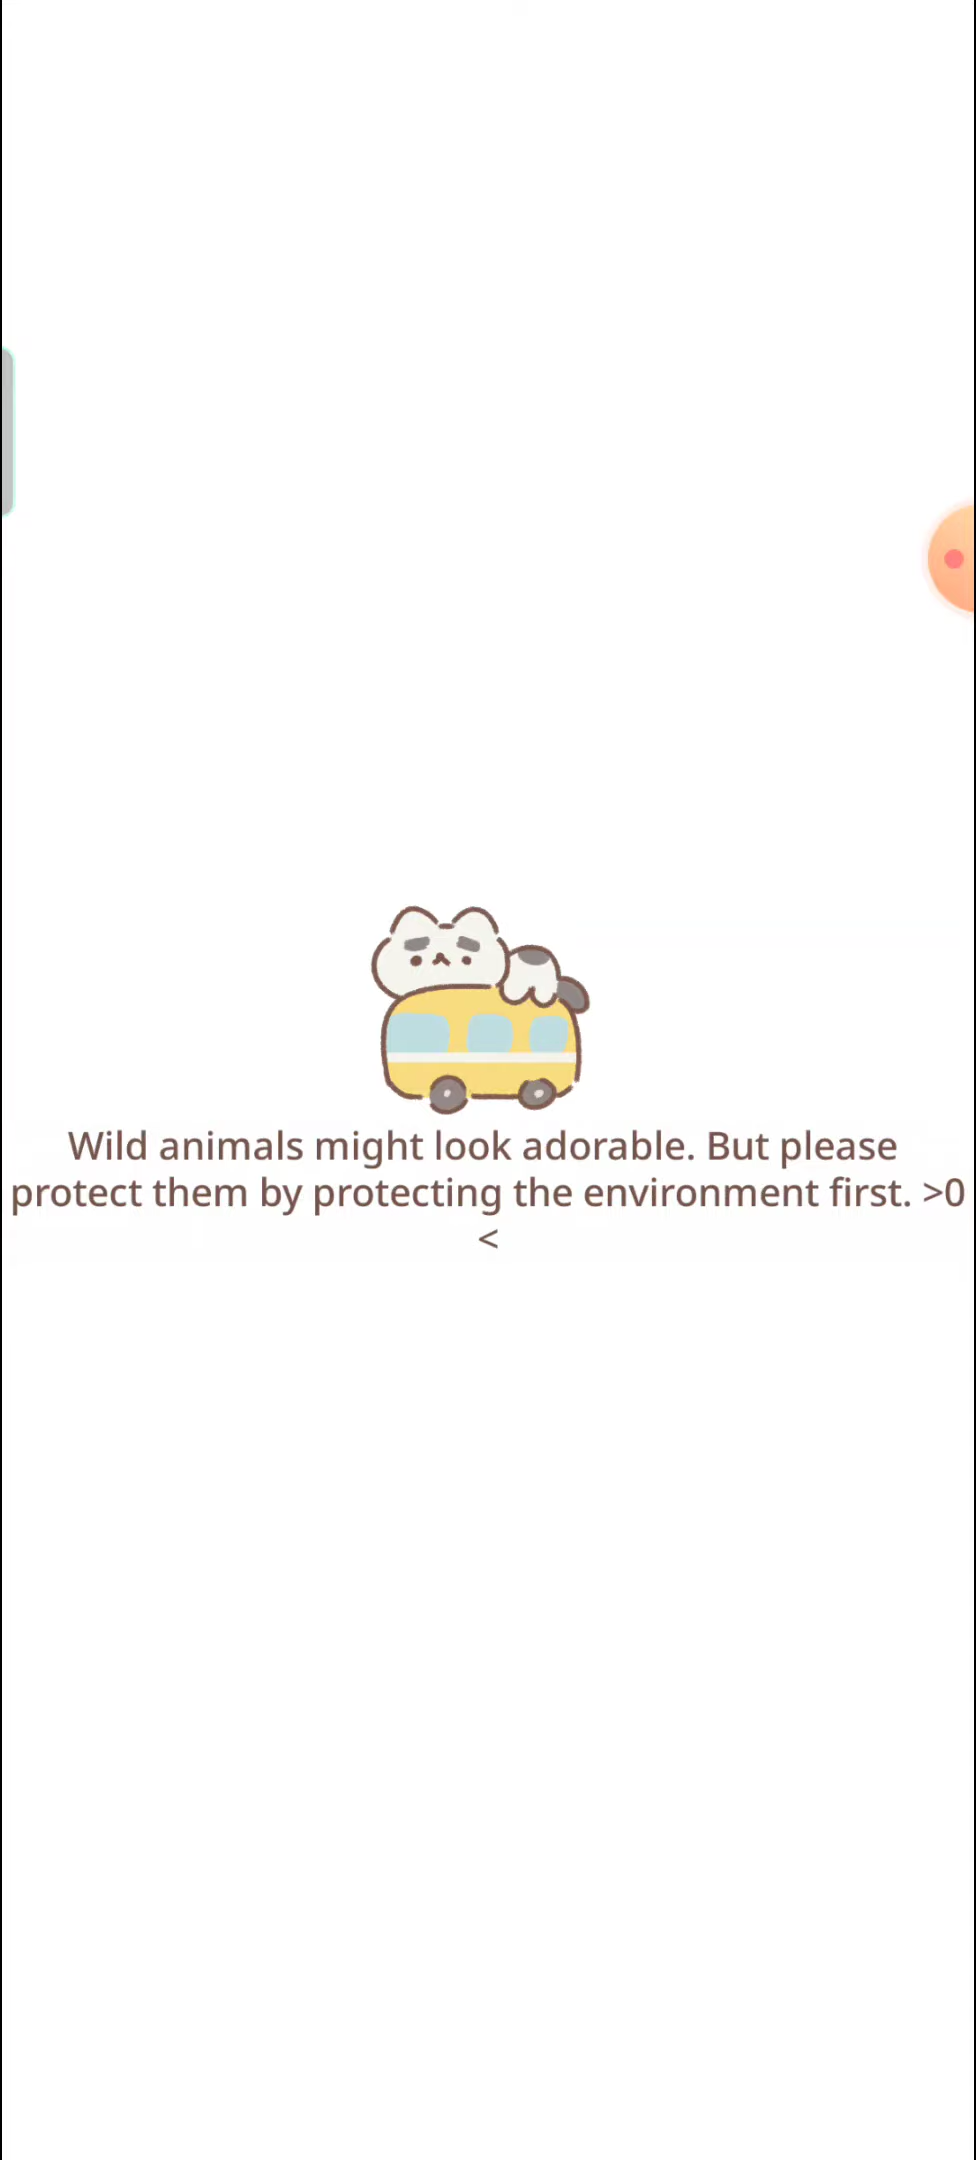 Wild animals might look adorable. But please
protect them by protecting the environment first. >0
<